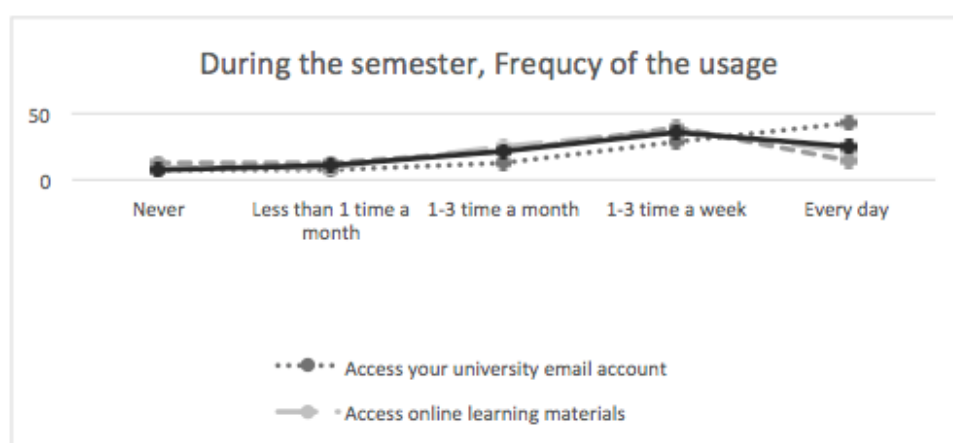 During the semester, Frequcy of the usage
50
0
Never
Less than 1 time a
month
1-3 time a month
1-3 time a week
Every day
Access your university email account
Access online learning materials